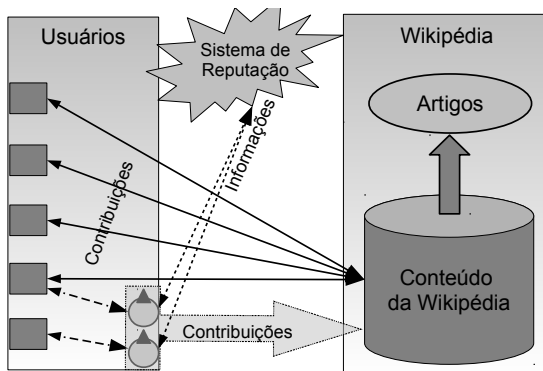 Usuários
Sistema de
Reputação
Wikipédia
Artigos
Informações
Contribuições
Conteúdo
da Wikipédia
Contribuições